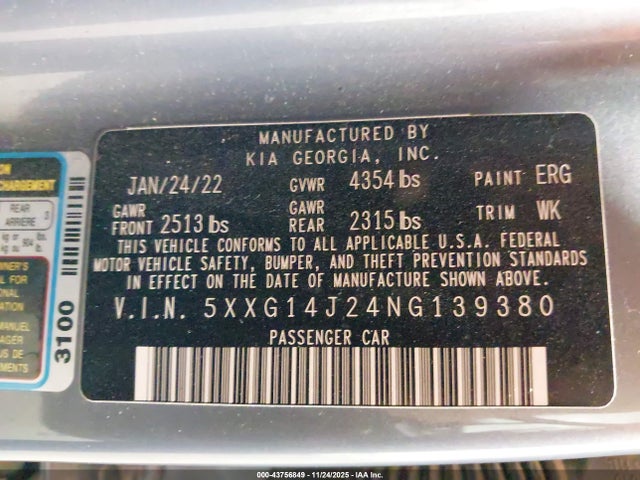 MANUFACTURED BY
KIA GEORGIA, INC.
JAN/24/22 GVWR 4354 lbs PAINT ERG
GAWR FRONT 2513 lbs GAWR REAR 2315 lbs TRIM WK
THIS VEHICLE CONFORMS TO ALL APPLICABLE U.S.A. FEDERAL
MOTOR VEHICLE SAFETY, BUMPER, AND THEFT PREVENTION STANDARDS
IN EFFECT ON THE DATE OF MANUFACTURE SHOWN ABOVE.
V.I.N. 5XXG14J24NG139380
PASSENGER CAR
3100
REAR
ARRIERE
MANUEL
000-43756849 - 11/24/2025 - IAA Inc.